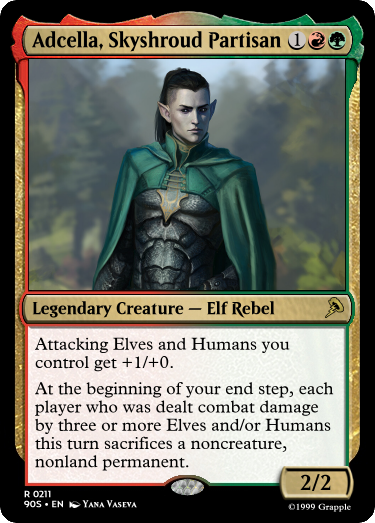 Adcella, Skyshroud Partisan 1
Legendary Creature — Elf Rebel
Attacking Elves and Humans you
control get +1/+0.
At the beginning of your end step, each
player who was dealt combat damage
by three or more Elves and/or Humans
this turn sacrifices a noncreature,
nonland permanent.
2/2
R 0211
90S • EN YANA VASEVA
©1999 Grapple